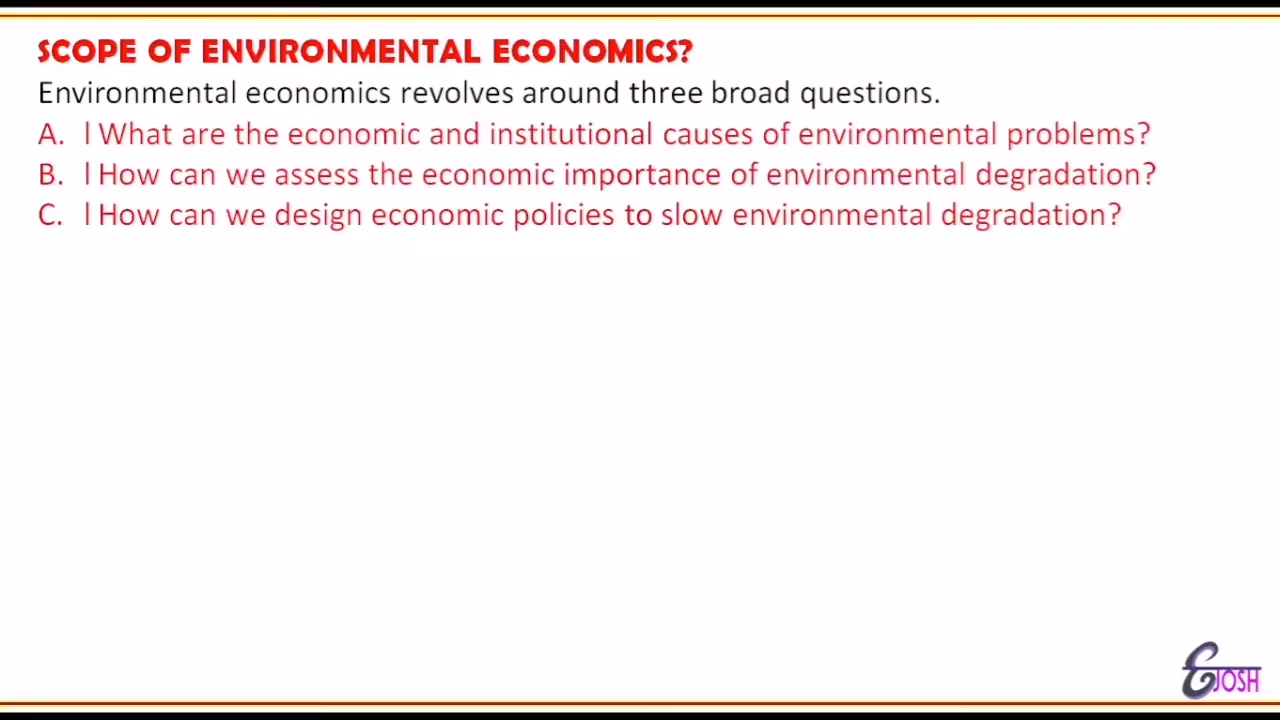 SCOPE OF ENVIRONMENTAL ECONOMICS?
Environmental economics revolves around three broad questions.
A. l What are the economic and institutional causes of environmental problems?
B. l How can we assess the economic importance of environmental degradation?
C. l How can we design economic policies to slow environmental degradation?
EJOSH